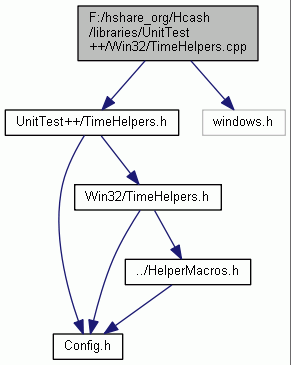 F:/hshare_org/Hcash
/libraries/UnitTest
++/Win32/TimeHelpers.cpp
UnitTest++/TimeHelpers.h
windows.h
Win32/TimeHelpers.h
../HelperMacros.h
Config.h